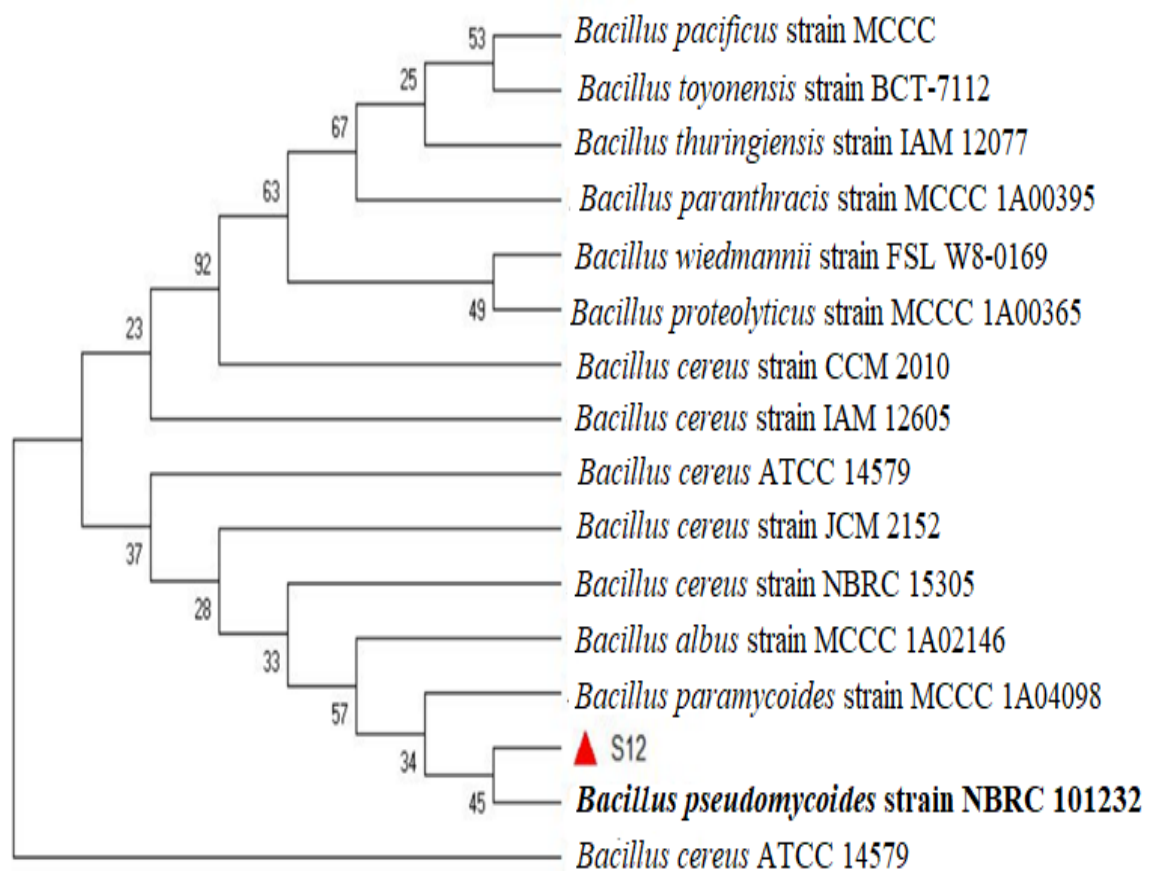 53
Bacillus pacificus strain MCCC
25
Bacillus toyonensis strain BCT-7112
67
Bacillus thuringiensis strain IAM 12077
63
Bacillus paranthracis strain MCCC 1A00395
92
Bacillus wiedmannii strain FSL W8-0169
49
Bacillus proteolyticus strain MCCC 1A00365
23
Bacillus cereus strain CCM 2010
Bacillus cereus strain IAM 12605
Bacillus cereus ATCC 14579
37
Bacillus cereus strain JCM 2152
28
Bacillus cereus strain NBRC 15305
33
Bacillus albus strain MCCC 1A02146
57
Bacillus paramycoides strain MCCC 1A04098
34
S12
45
Bacillus pseudomycoides strain NBRC 101232
Bacillus cereus ATCC 14579